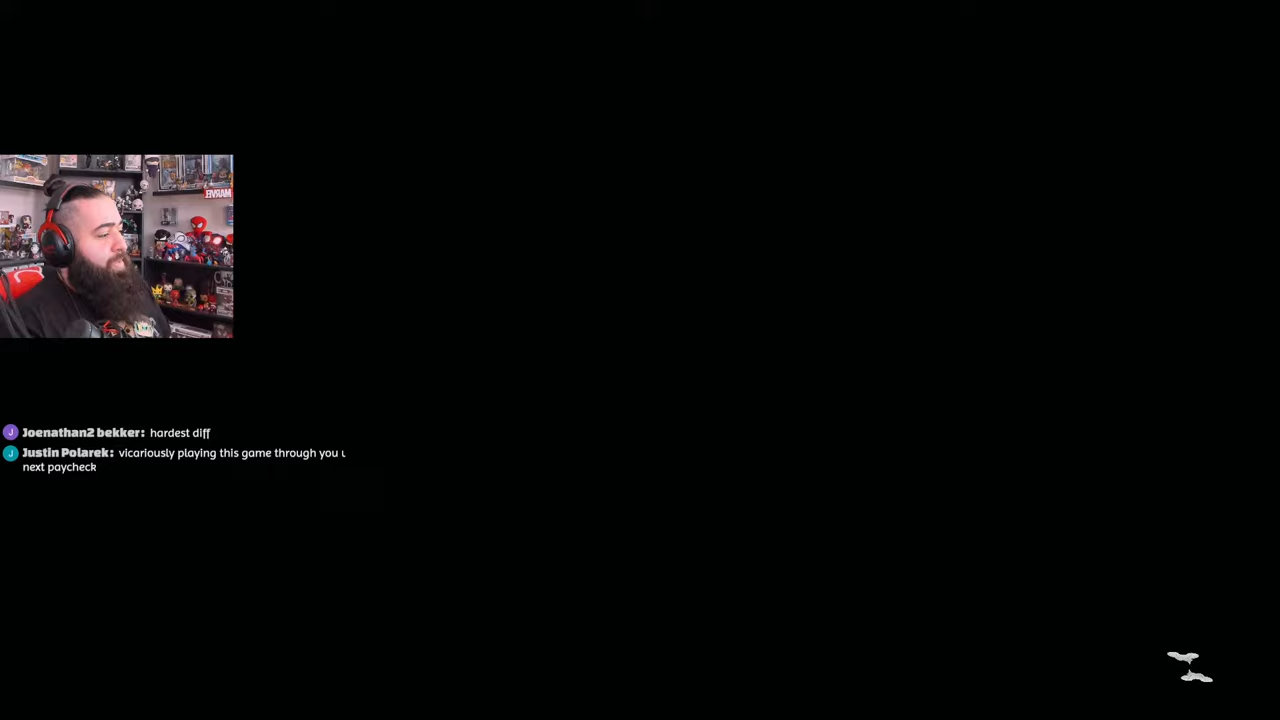 Joenathan2 bekker: hardest diff
Justin Polarek: vicariously playing this game through you
next paycheck